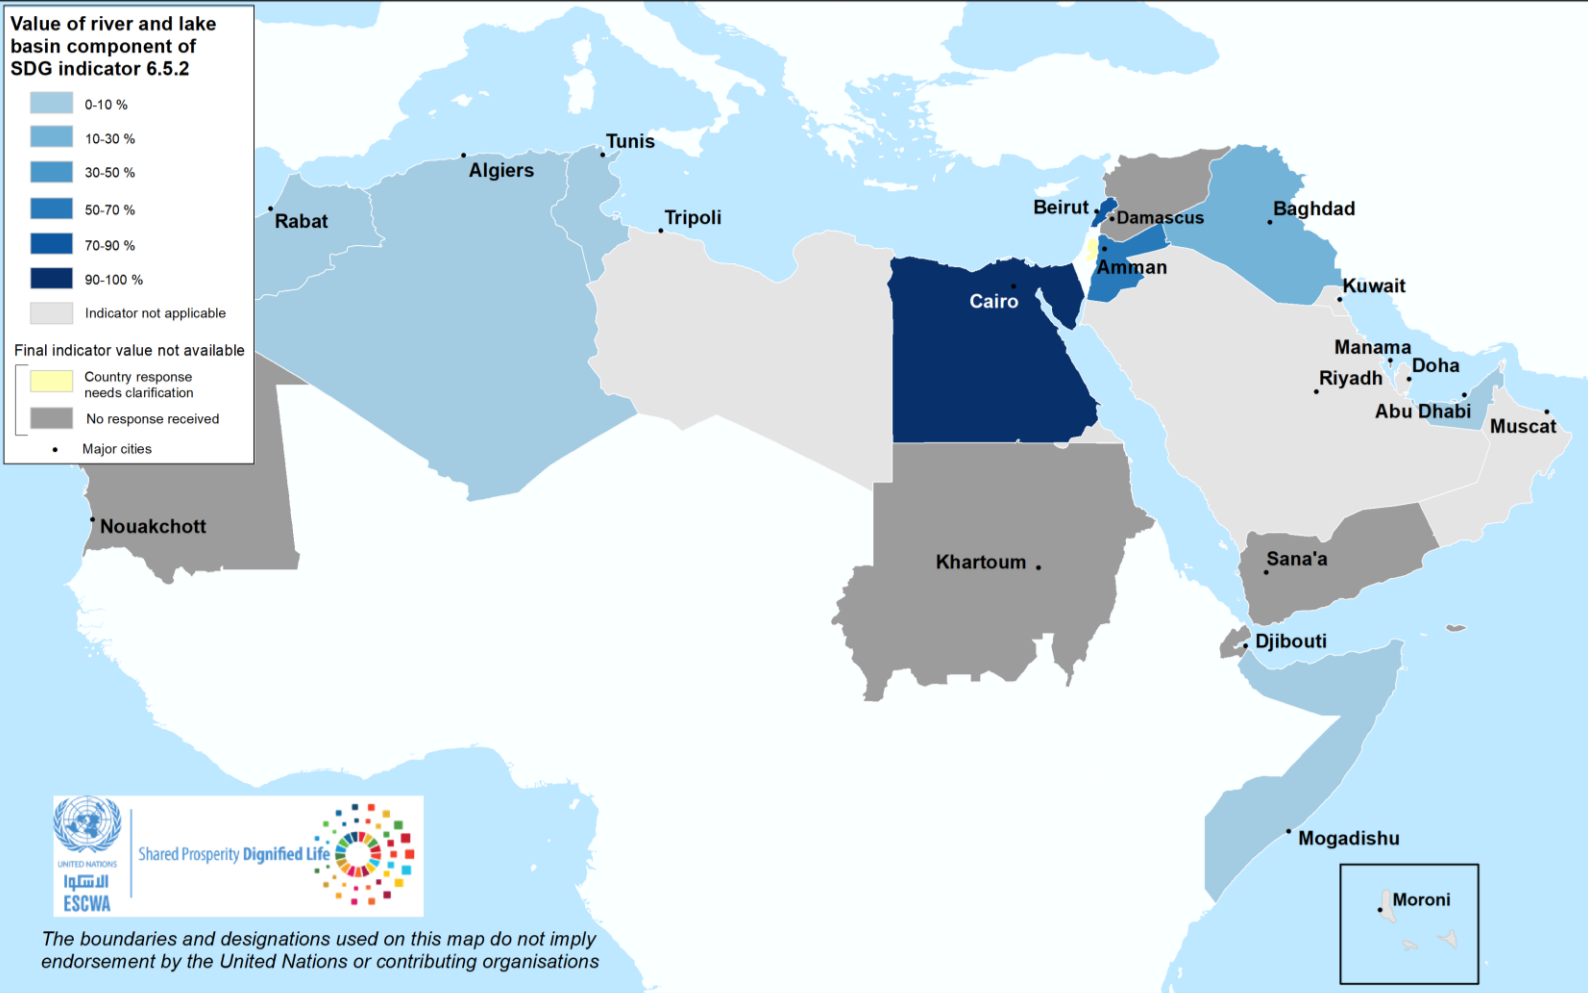 Value of river and lake
basin component of
SDG indicator 6.5.2
0-10 %
10-30 %
30-50 %
50-70 %
70-90 %
90-100 %
Indicator not applicable
Final indicator value not available
Country response
needs clarification
No response received
Major cities
Tunis
Algiers
Rabat
Tripoli
Beirut
Damascus
Baghdad
Amman
Cairo
Kuwait
Manama
Doha
Riyadh
Abu Dhabi
Muscat
Nouakchott
Khartoum
Sana'a
Djibouti
Mogadishu
Moroni
UNITED NATIONS
الاسكوا
ESCWA
Shared Prosperity Dignified Life
The boundaries and designations used on this map do not imply
endorsement by the United Nations or contributing organisations